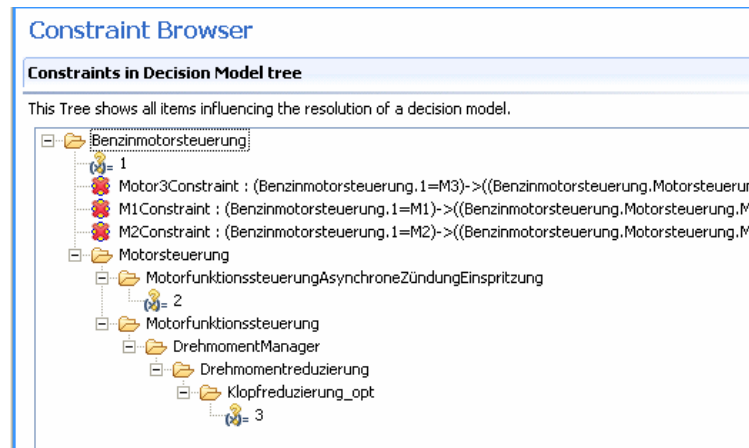 Constraint Browser
Constraints in Decision Model tree
This Tree shows all items influencing the resolution of a decision model.
Benzinmotorsteuerung
(x)= 1
Motor3Constraint : (Benzinmotorsteuerung.1=M3)->((Benzinmotorsteuerung.Motorsteuerun
M1Constraint : (Benzinmotorsteuerung.1=M1)->((Benzinmotorsteuerung.Motorsteuerung.M
M2Constraint : (Benzinmotorsteuerung.1=M2)->((Benzinmotorsteuerung.Motorsteuerung.M
Motorsteuerung
MotorfunktionssteuerungAsynchroneZündungEinspritzung
(x)= 2
Motorfunktionssteuerung
DrehmomentManager
Drehmomentreduzierung
Klopfreduzierung_opt
(x)= 3